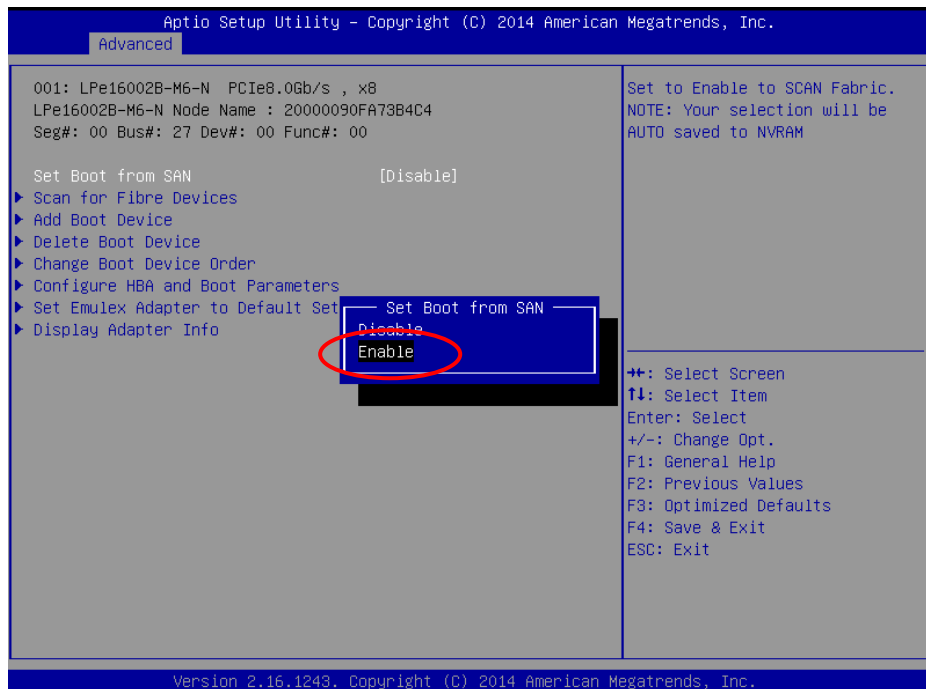 Aptio Setup Utility – Copyright (C) 2014 American Megatrends, Inc.
Advanced
001: LPe16002B-M6-N PCIe8.0Gb/s , x8
LPe16002B-M6-N Node Name : 20000090FA73B4C4
Seg#: 00 Bus#: 27 Dev#: 00 Func#: 00
Set Boot from SAN [Disable]
Scan for Fibre Devices
Add Boot Device
Delete Boot Device
Change Boot Device Order
Configure HBA and Boot Parameters
Set Emulex Adapter to Default Set
Display Adapter Info
Set Boot from SAN
Disable
Enable
Set to Enable to SCAN Fabric.
NOTE: Your selection will be
AUTO saved to NVRAM
→←: Select Screen
↑↓: Select Item
Enter: Select
+/-: Change Opt.
F1: General Help
F2: Previous Values
F3: Optimized Defaults
F4: Save & Exit
ESC: Exit
Version 2.16.1243. Copyright (C) 2014 American Megatrends, Inc.